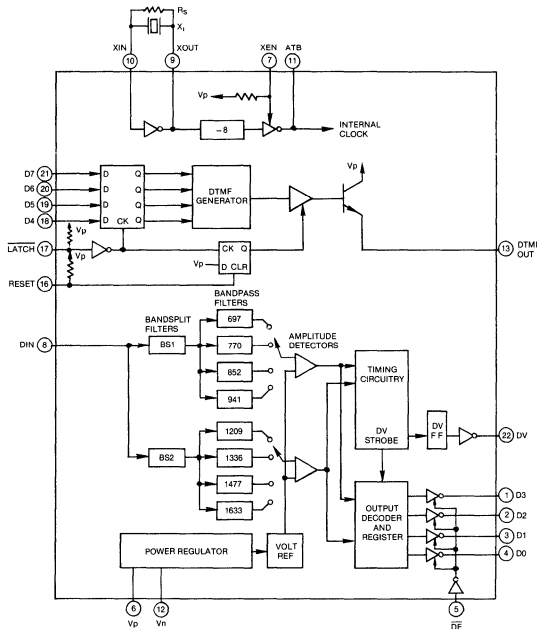 RS
X1
XIN
XOUT
XEN
ATB
10
9
7
11
Vp
-8
INTERNAL
CLOCK
D7 21
D6 20
D5 19
D4 18
D Q
D Q
D Q
D Q
CK
DTMF
GENERATOR
Vp
Vp
LATCH 17
Vp
CK Q
Vp D CLR
RESET 16
13 DTMF
OUT
BANDPASS
FILTERS
BANDSPLIT
FILTERS
AMPLITUDE
DETECTORS
DIN 8
BS1
697
770
852
941
TIMING
CIRCUITRY
DV
STROBE
DV
F F
22 DV
BS2
1209
1336
1477
1633
OUTPUT
DECODER
AND
REGISTER
1 D3
2 D2
3 D1
4 D0
POWER REGULATOR
VOLT
REF
6
12
5
Vp
Vn